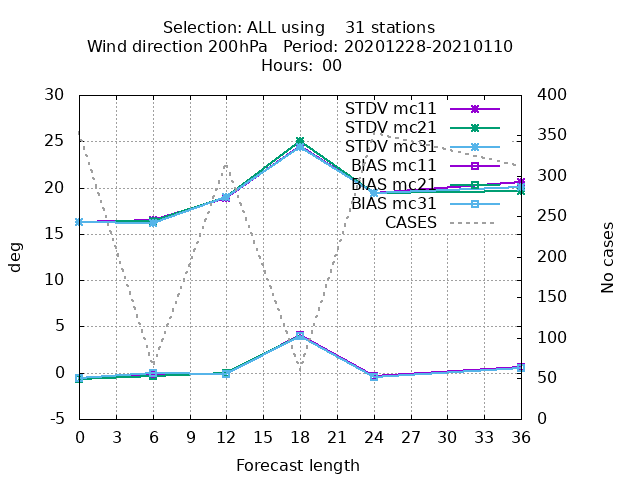 Selection: ALL using    31 stations
Wind direction 200hPa   Period: 20201228-20210110
Hours: 00
STDV mc11
STDV mc21
STDV mc31
BIAS mc11
BIAS mc21
BIAS mc31
CASES
30
25
20
15
10
5
0
-5
deg
400
350
300
250
200
150
100
50
0
No cases
0 3 6 9 12 15 18 21 24 27 30 33 36
Forecast length